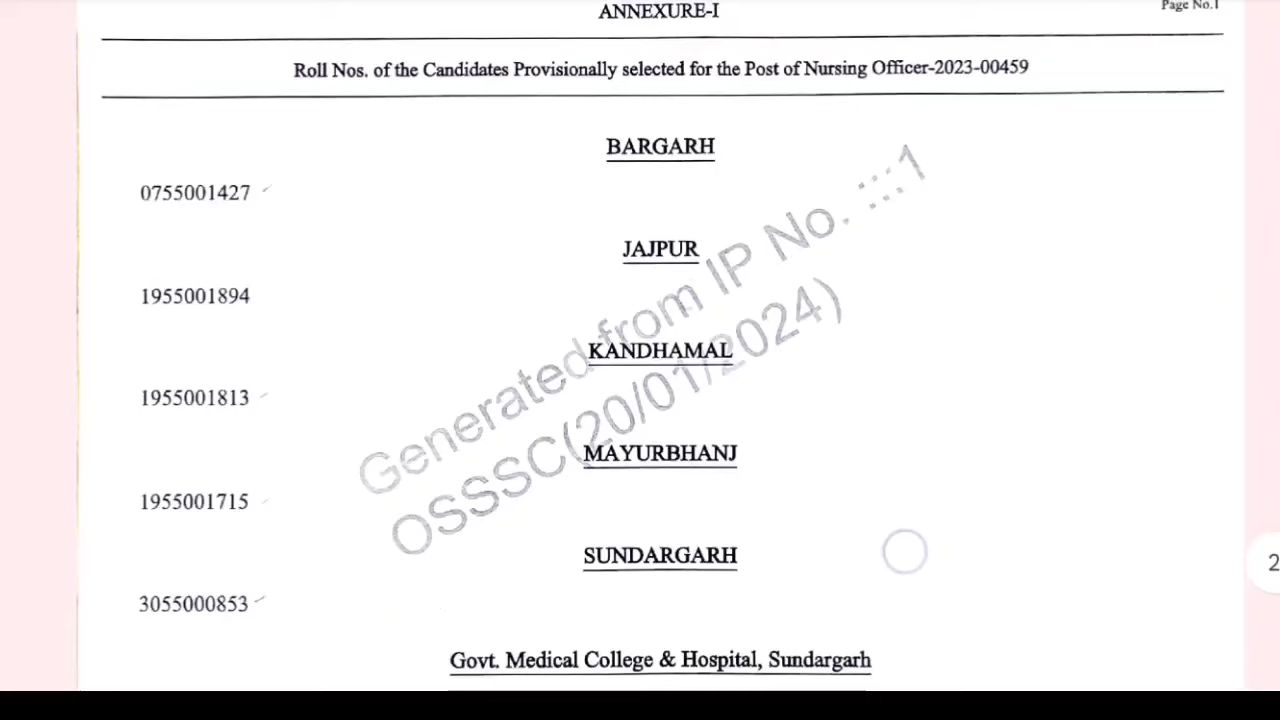 Page No.1
ANNEXURE-I
Roll Nos. of the Candidates Provisionally selected for the Post of Nursing Officer-2023-00459
BARGARH
0755001427
JAJPUR
1955001894
KANDHAMAL
1955001813
MAYURBHANJ
1955001715
SUNDARGARH
3055000853
Govt. Medical College & Hospital, Sundargarh
Generated from IP No. :::1
OSSSC(20/01/2024)
2